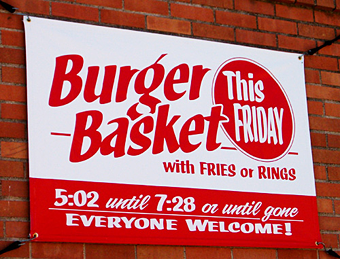 Burger
Basket
This
FRIDAY
with FRIES or RINGS
5:02 until 7:28 or until gone
EVERYONE WELCOME!